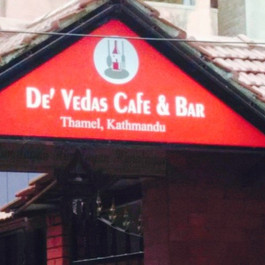 De' Vedas Cafe & Bar
Thamel, Kathmandu